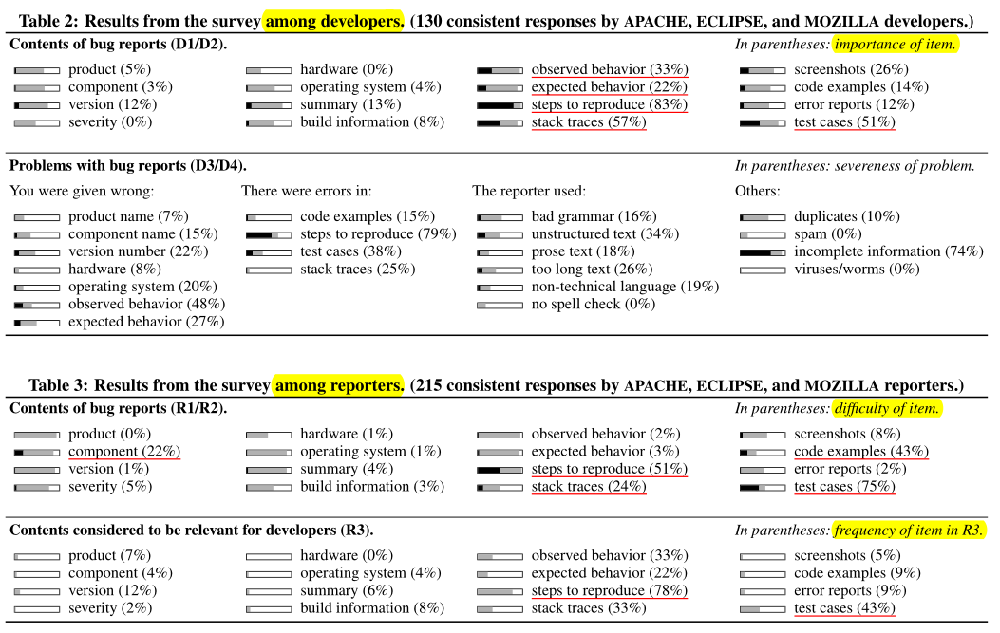 Table 2: Results from the survey among developers. (130 consistent responses by APACHE, ECLIPSE, and MOZILLA developers.)
Contents of bug reports (D1/D2). In parentheses: importance of item.
product (5%) hardware (0%) observed behavior (33%) screenshots (26%)
component (3%) operating system (4%) expected behavior (22%) code examples (14%)
version (12%) summary (13%) steps to reproduce (83%) error reports (12%)
severity (0%) build information (8%) stack traces (57%) test cases (51%)
Problems with bug reports (D3/D4). In parentheses: severeness of problem.
You were given wrong: There were errors in: The reporter used: Others:
product name (7%) code examples (15%) bad grammar (16%) duplicates (10%)
component name (15%) steps to reproduce (79%) unstructured text (34%) spam (0%)
version number (22%) test cases (38%) prose text (18%) incomplete information (74%)
hardware (8%) stack traces (25%) too long text (26%) viruses/worms (0%)
operating system (20%) non-technical language (19%)
observed behavior (48%) no spell check (0%)
expected behavior (27%)
Table 3: Results from the survey among reporters. (215 consistent responses by APACHE, ECLIPSE, and MOZILLA reporters.)
Contents of bug reports (R1/R2). In parentheses: difficulty of item.
product (0%) hardware (1%) observed behavior (2%) screenshots (8%)
component (22%) operating system (1%) expected behavior (3%) code examples (43%)
version (1%) summary (4%) steps to reproduce (51%) error reports (2%)
severity (5%) build information (3%) stack traces (24%) test cases (75%)
Contents considered to be relevant for developers (R3). In parentheses: frequency of item in R3.
product (7%) hardware (0%) observed behavior (33%) screenshots (5%)
component (4%) operating system (4%) expected behavior (22%) code examples (9%)
version (12%) summary (6%) steps to reproduce (78%) error reports (9%)
severity (2%) build information (8%) stack traces (33%) test cases (43%)